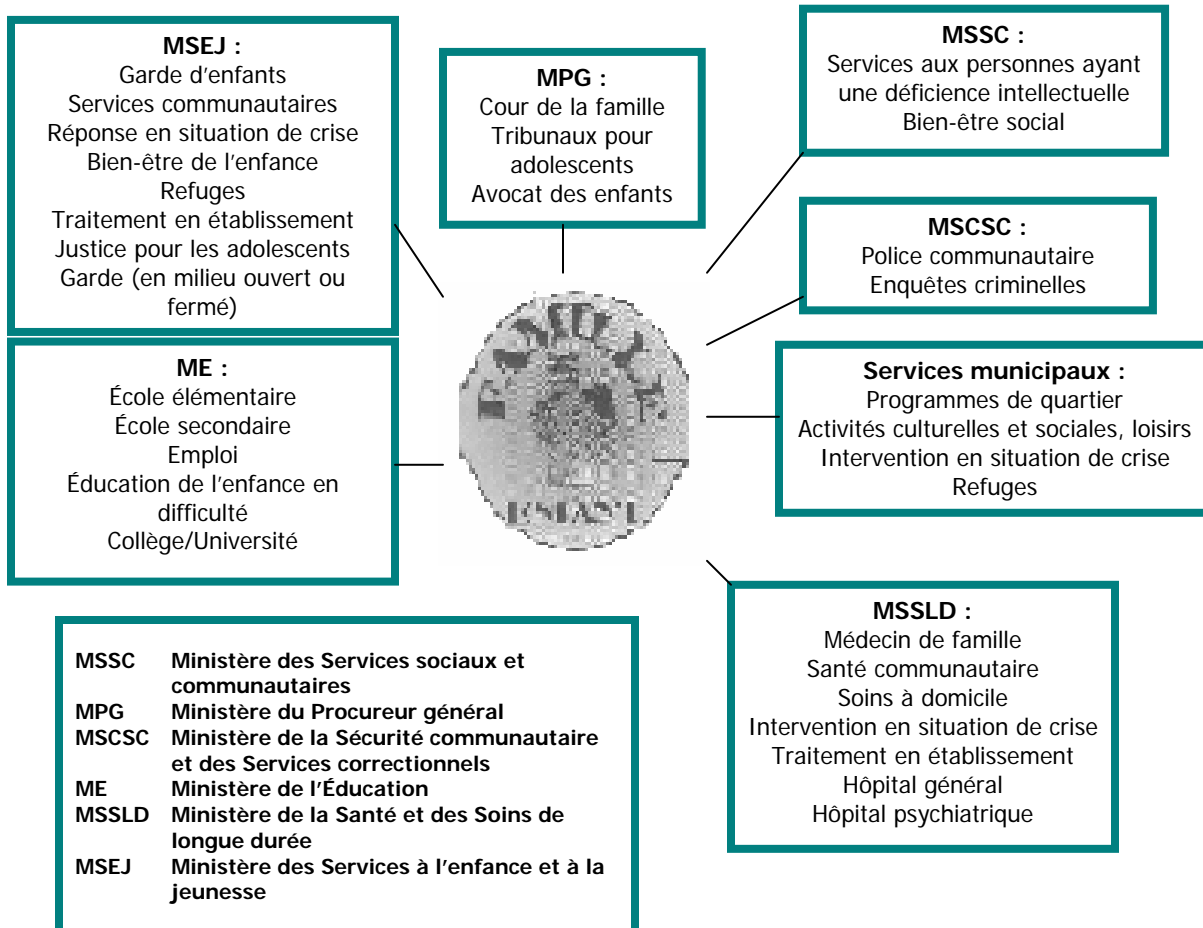 MSEJ :
Garde d'enfants
Services communautaires
Réponse en situation de crise
Bien-être de l'enfance
Refuges
Traitement en établissement
Justice pour les adolescents
Garde (en milieu ouvert ou
fermé)
MPG :
Cour de la famille
Tribunaux pour
adolescents
Avocat des enfants
MSSC :
Services aux personnes ayant
une déficience intellectuelle
Bien-être social
MSCSC :
Police communautaire
Enquêtes criminelles
ME :
École élémentaire
École secondaire
Emploi
Éducation de l'enfance en
difficulté
Collège/Université
Services municipaux :
Programmes de quartier
Activités culturelles et sociales, loisirs
Intervention en situation de crise
Refuges
MSSLD :
Médecin de famille
Santé communautaire
Soins à domicile
Intervention en situation de crise
Traitement en établissement
Hôpital général
Hôpital psychiatrique
MSSC Ministère des Services sociaux et
communautaires
MPG Ministère du Procureur général
MSCSC Ministère de la Sécurité communautaire
et des Services correctionnels
ME Ministère de l'Éducation
MSSLD Ministère de la Santé et des Soins de
longue durée
MSEJ Ministère des Services à l'enfance et à la
jeunesse